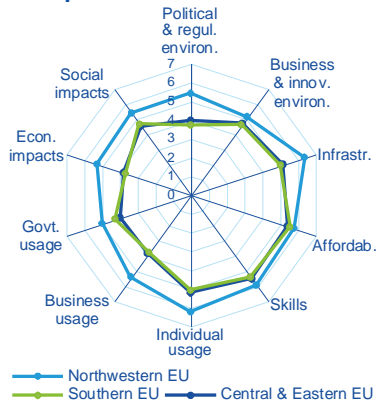 Political
& regul.
environ.
Business
& innov.
environ.
Infrastr.
Affordab.
Skills
Individual
usage
Business
usage
Govt.
usage
Econ.
impacts
Social
impacts
7
6
5
4
3
2
1
0
Northwestern EU
Southern EU
Central & Eastern EU